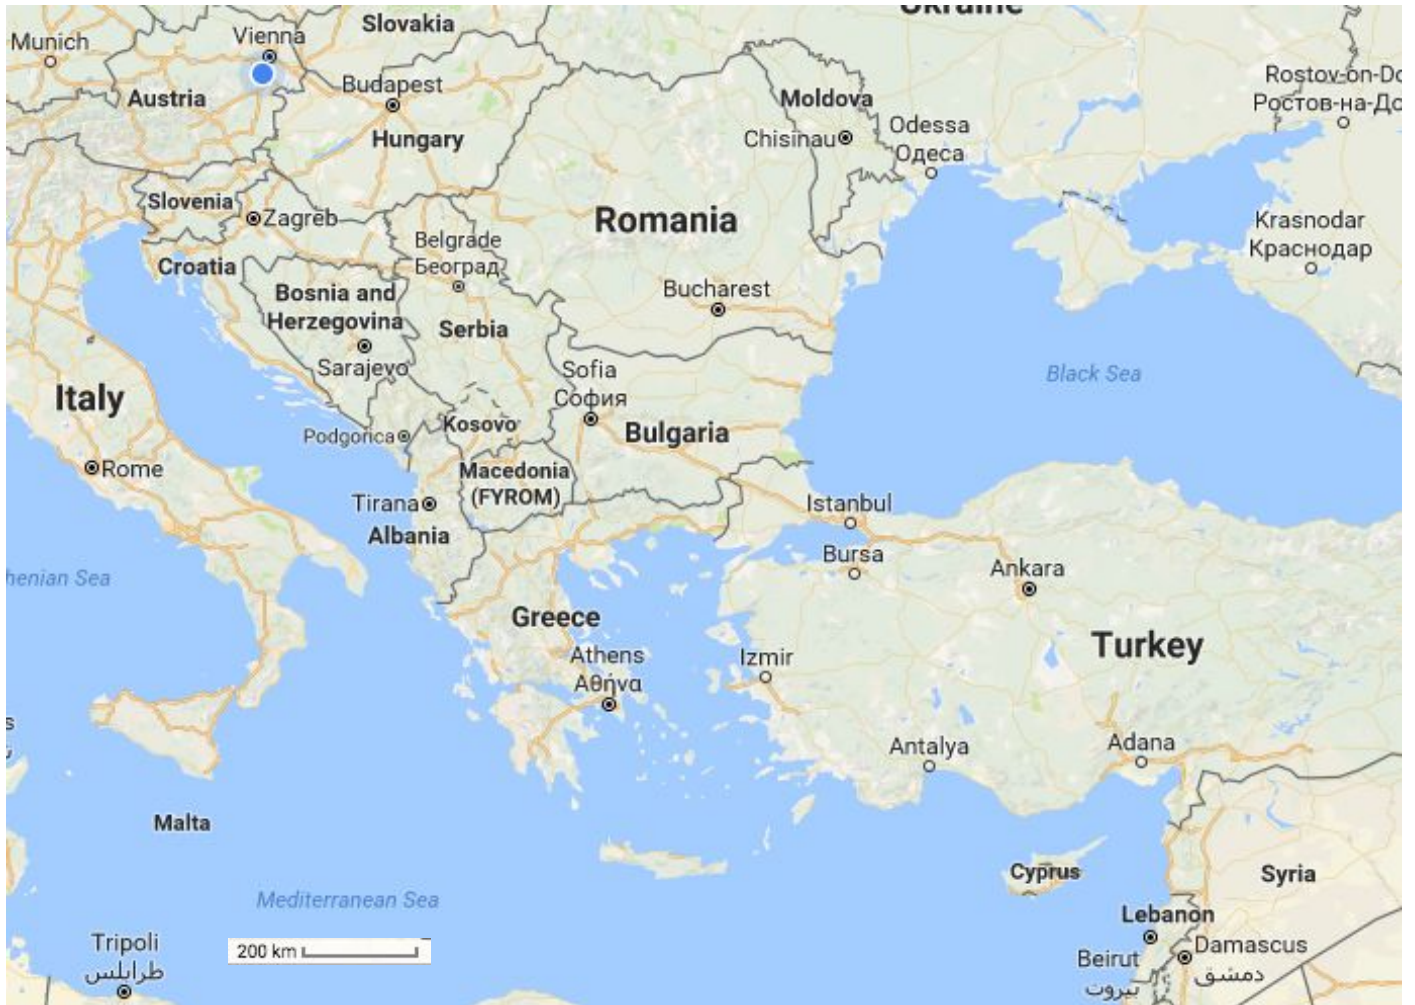 Ukraine
Slovakia
Munich
Vienna
Rostov-on-Do
Ростов-на-До
Budapest
Austria
Moldova
Hungary
Odessa
Одеса
Chisinau
Slovenia
Zagreb
Romania
Krasnodar
Краснодар
Belgrade
Београд
Croatia
Bosnia and
Herzegovina
Bucharest
Serbia
Sarajevo
Sofia
София
Black Sea
Italy
Kosovo
Podgorica
Bulgaria
Rome
Macedonia
(FYROM)
Tirana
Istanbul
Albania
Bursa
Ankara
henian Sea
Greece
Turkey
Athens
Αθήνα
Izmir
s
Antalya
Adana
Malta
Cyprus
Syria
Mediterranean Sea
Lebanon
Tripoli
طرابلس
200 km
Beirut
بيروت
Damascus
دمشق